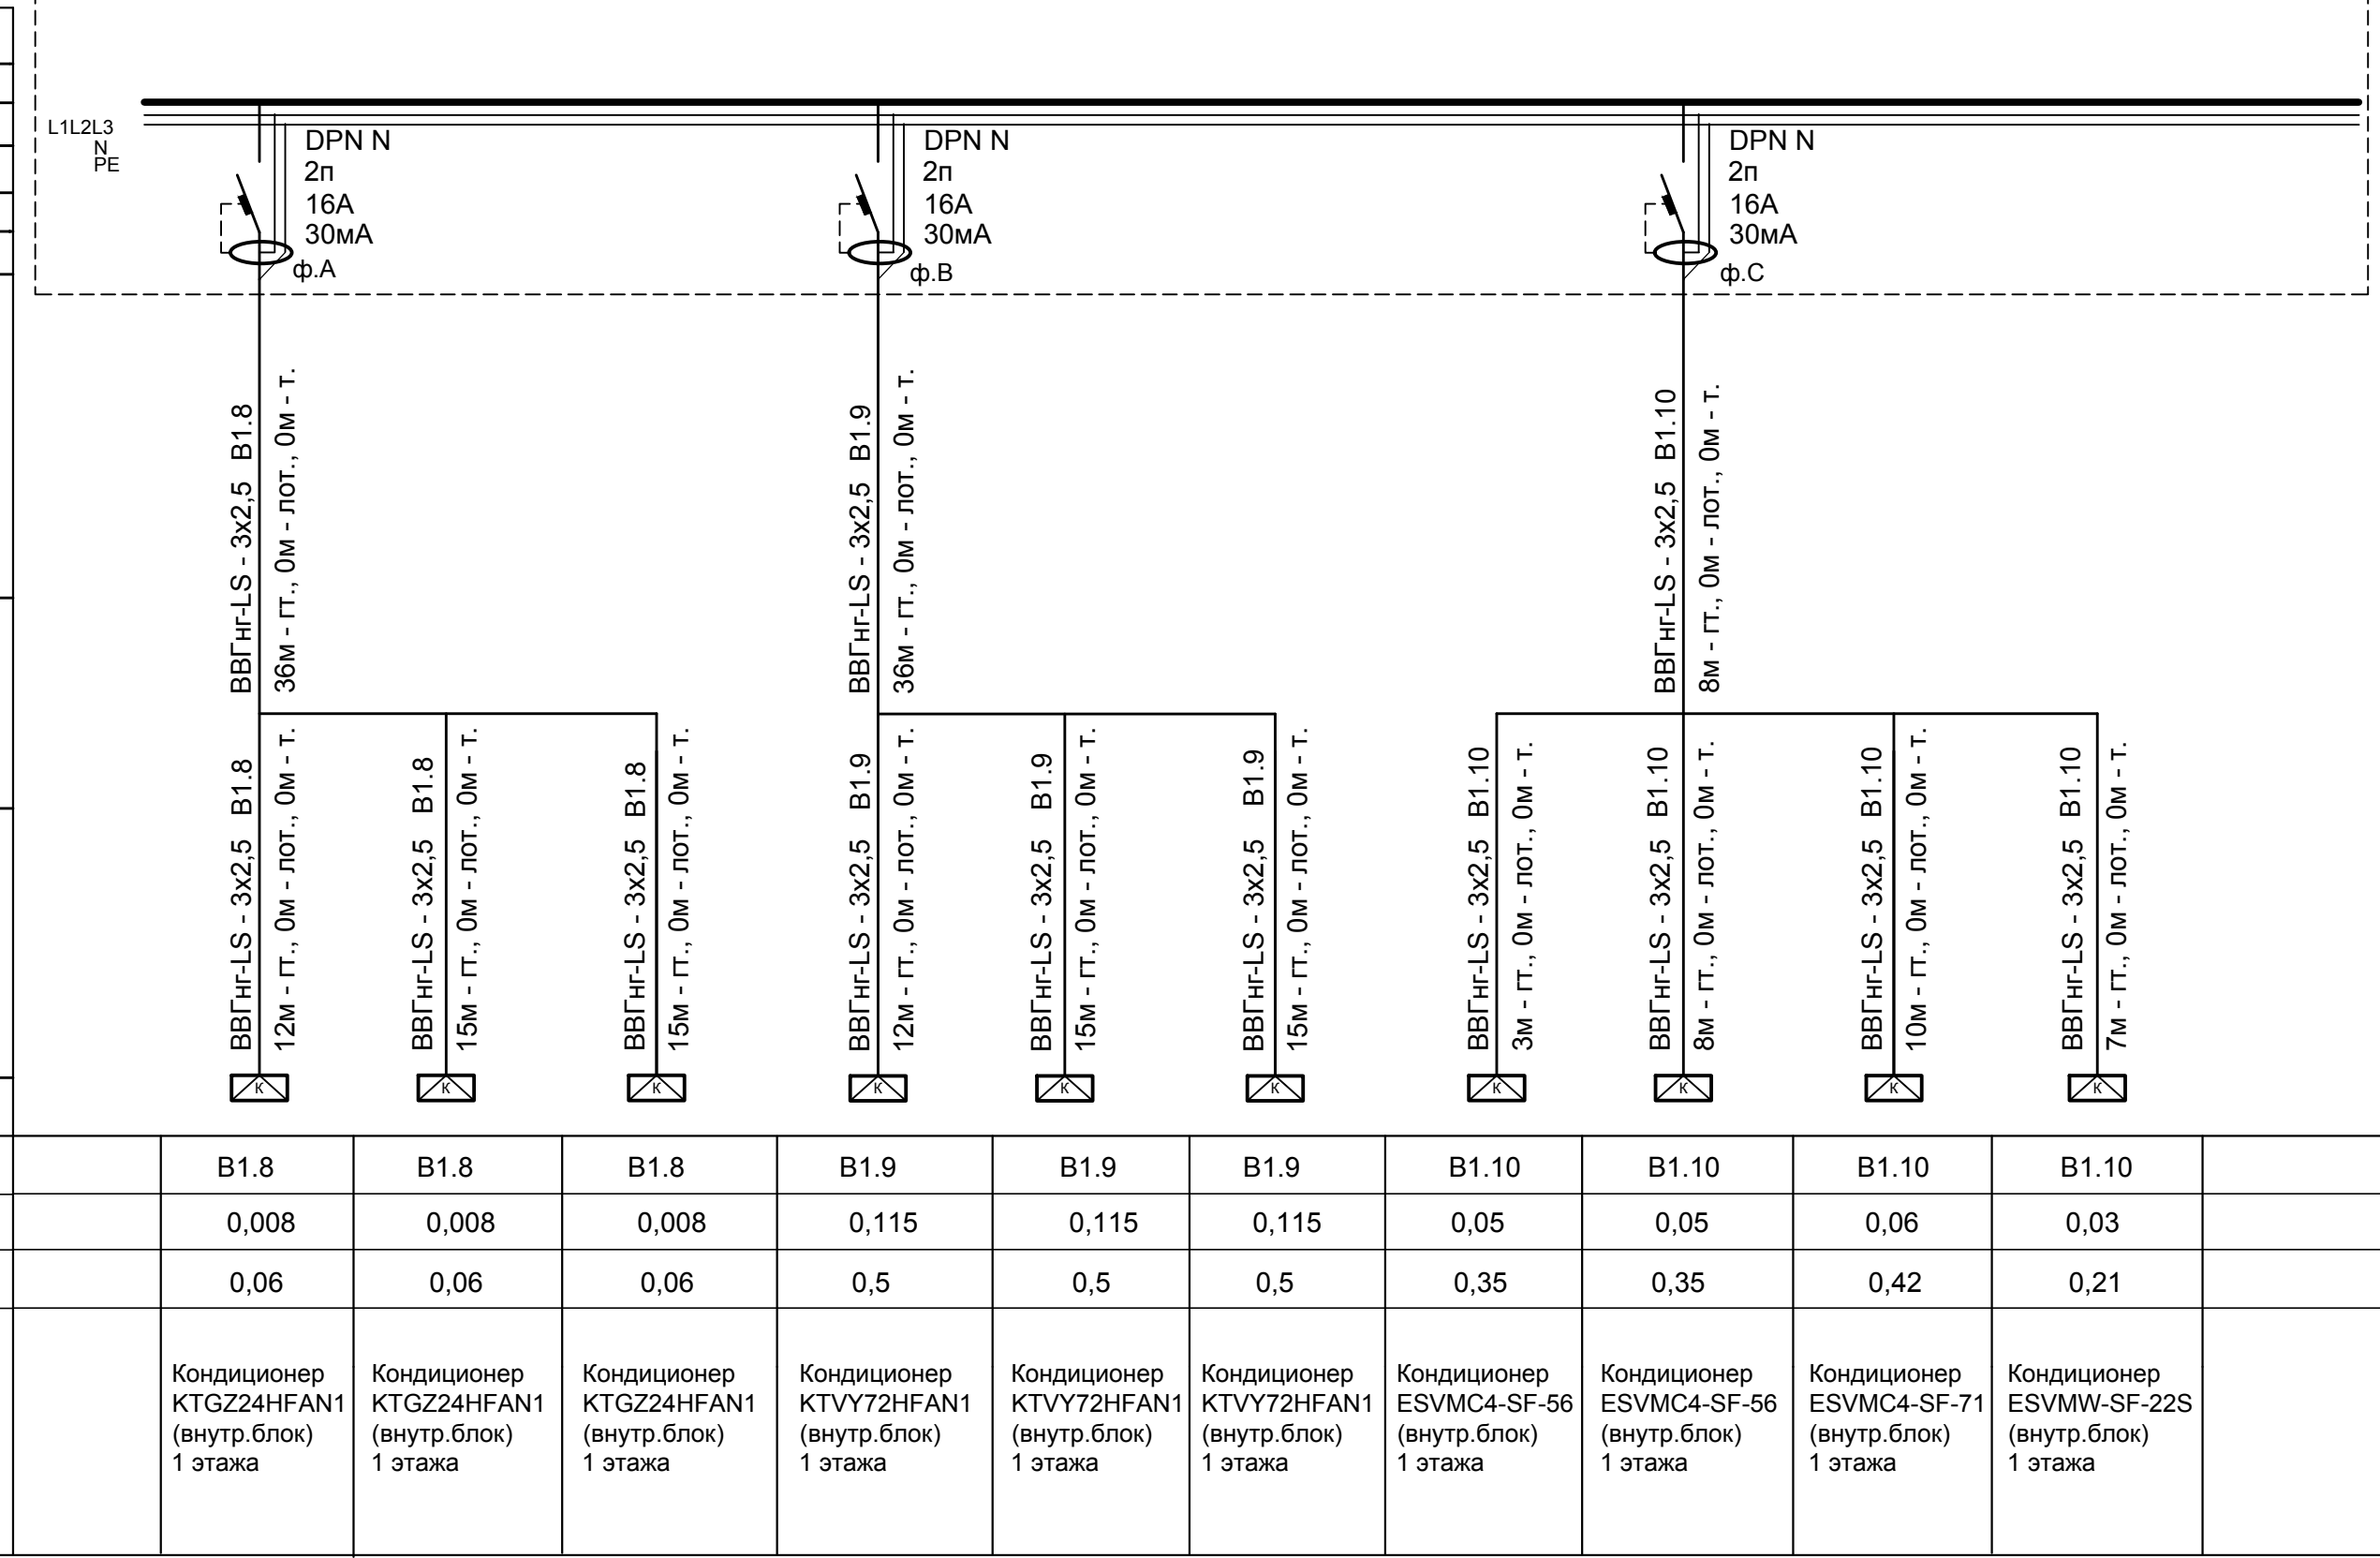 L1L2L3
N
PE
DPN N
2п
16А
30мА
ф.А
DPN N
2п
16А
30мА
ф.В
DPN N
2п
16А
30мА
ф.С
ВВГнг-LS - 3х2,5 В1.8
36м - гт., 0м - лот., 0м - т.
ВВГнг-LS - 3х2,5 В1.9
36м - гт., 0м - лот., 0м - т.
ВВГнг-LS - 3х2,5 В1.10
8м - гт., 0м - лот., 0м - т.
ВВГнг-LS - 3х2,5 В1.8
12м - гт., 0м - лот., 0м - т.
ВВГнг-LS - 3х2,5 В1.8
15м - гт., 0м - лот., 0м - т.
ВВГнг-LS - 3х2,5 В1.8
15м - гт., 0м - лот., 0м - т.
ВВГнг-LS - 3х2,5 В1.9
12м - гт., 0м - лот., 0м - т.
ВВГнг-LS - 3х2,5 В1.9
15м - гт., 0м - лот., 0м - т.
ВВГнг-LS - 3х2,5 В1.9
15м - гт., 0м - лот., 0м - т.
ВВГнг-LS - 3х2,5 В1.10
3м - гт., 0м - лот., 0м - т.
ВВГнг-LS - 3х2,5 В1.10
8м - гт., 0м - лот., 0м - т.
ВВГнг-LS - 3х2,5 В1.10
10м - гт., 0м - лот., 0м - т.
ВВГнг-LS - 3х2,5 В1.10
7м - гт., 0м - лот., 0м - т.
К К К К К К К К К К
В1.8 В1.8 В1.8 В1.9 В1.9 В1.9 В1.10 В1.10 В1.10 В1.10
0,008 0,008 0,008 0,115 0,115 0,115 0,05 0,05 0,06 0,03
0,06 0,06 0,06 0,5 0,5 0,5 0,35 0,35 0,42 0,21
Кондиционер
KTGZ24HFAN1
(внутр.блок)
1 этажа
Кондиционер
KTGZ24HFAN1
(внутр.блок)
1 этажа
Кондиционер
KTGZ24HFAN1
(внутр.блок)
1 этажа
Кондиционер
KTVY72HFAN1
(внутр.блок)
1 этажа
Кондиционер
KTVY72HFAN1
(внутр.блок)
1 этажа
Кондиционер
KTVY72HFAN1
(внутр.блок)
1 этажа
Кондиционер
ESVMC4-SF-56
(внутр.блок)
1 этажа
Кондиционер
ESVMC4-SF-56
(внутр.блок)
1 этажа
Кондиционер
ESVMC4-SF-71
(внутр.блок)
1 этажа
Кондиционер
ESVMW-SF-22S
(внутр.блок)
1 этажа